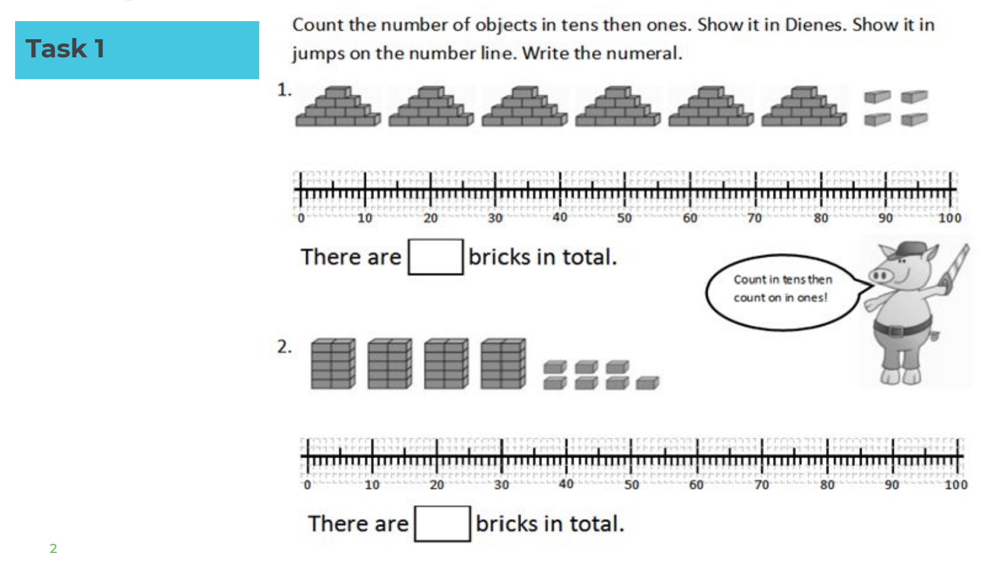 Task 1
Count the number of objects in tens then ones. Show it in Dienes. Show it in
jumps on the number line. Write the numeral.
1.
0 10 20 30 40 50 60 70 80 90 100
There are bricks in total.
Count in tens then
count on in ones!
2.
0 10 20 30 40 50 60 70 80 90 100
There are bricks in total.
2